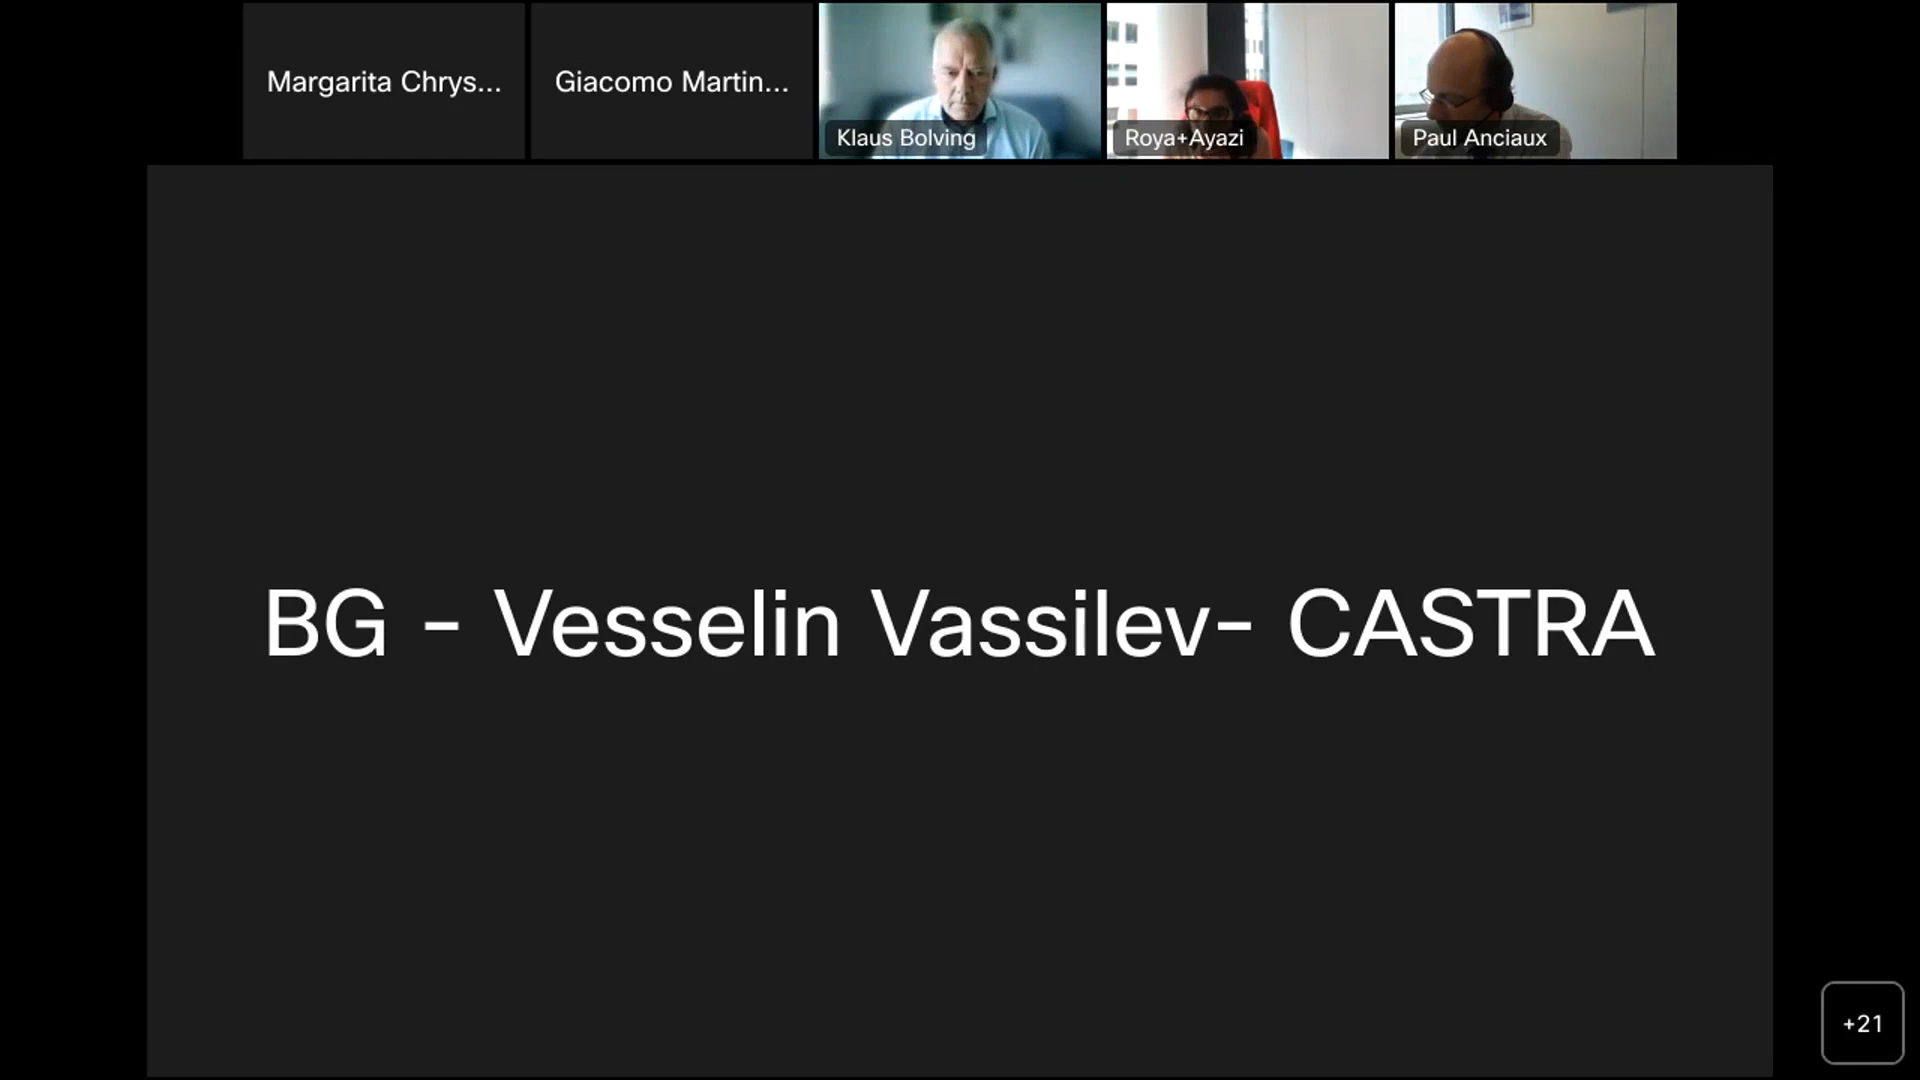 Margarita Chrys...
Giacomo Martin...
Klaus Bolving
Roya+Ayazi
Paul Anciaux
BG - Vesselin Vassilev- CASTRA
+21